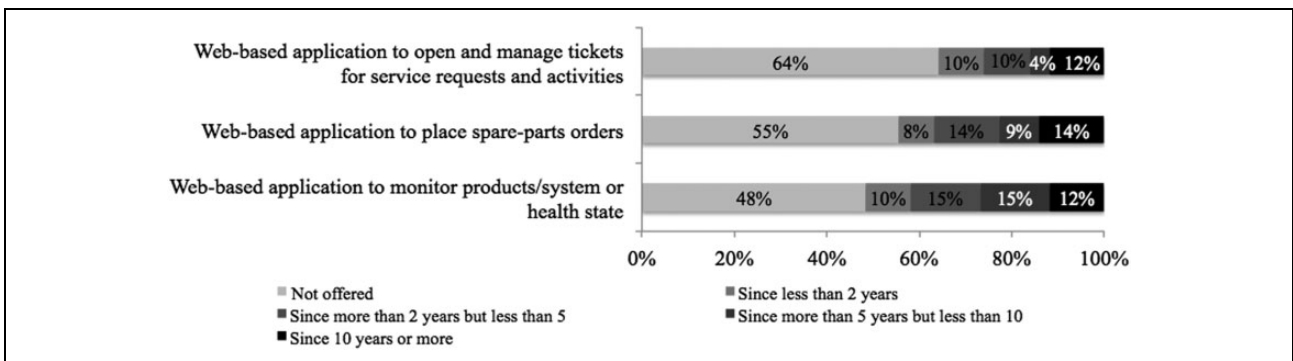 Web-based application to open and manage tickets
for service requests and activities
64% 10% 10% 4% 12%
Web-based application to place spare-parts orders
55% 8% 14% 9% 14%
Web-based application to monitor products/system or
health state
48% 10% 15% 15% 12%
0% 20% 40% 60% 80% 100%
Not offered
Since less than 2 years
Since more than 2 years but less than 5
Since more than 5 years but less than 10
Since 10 years or more